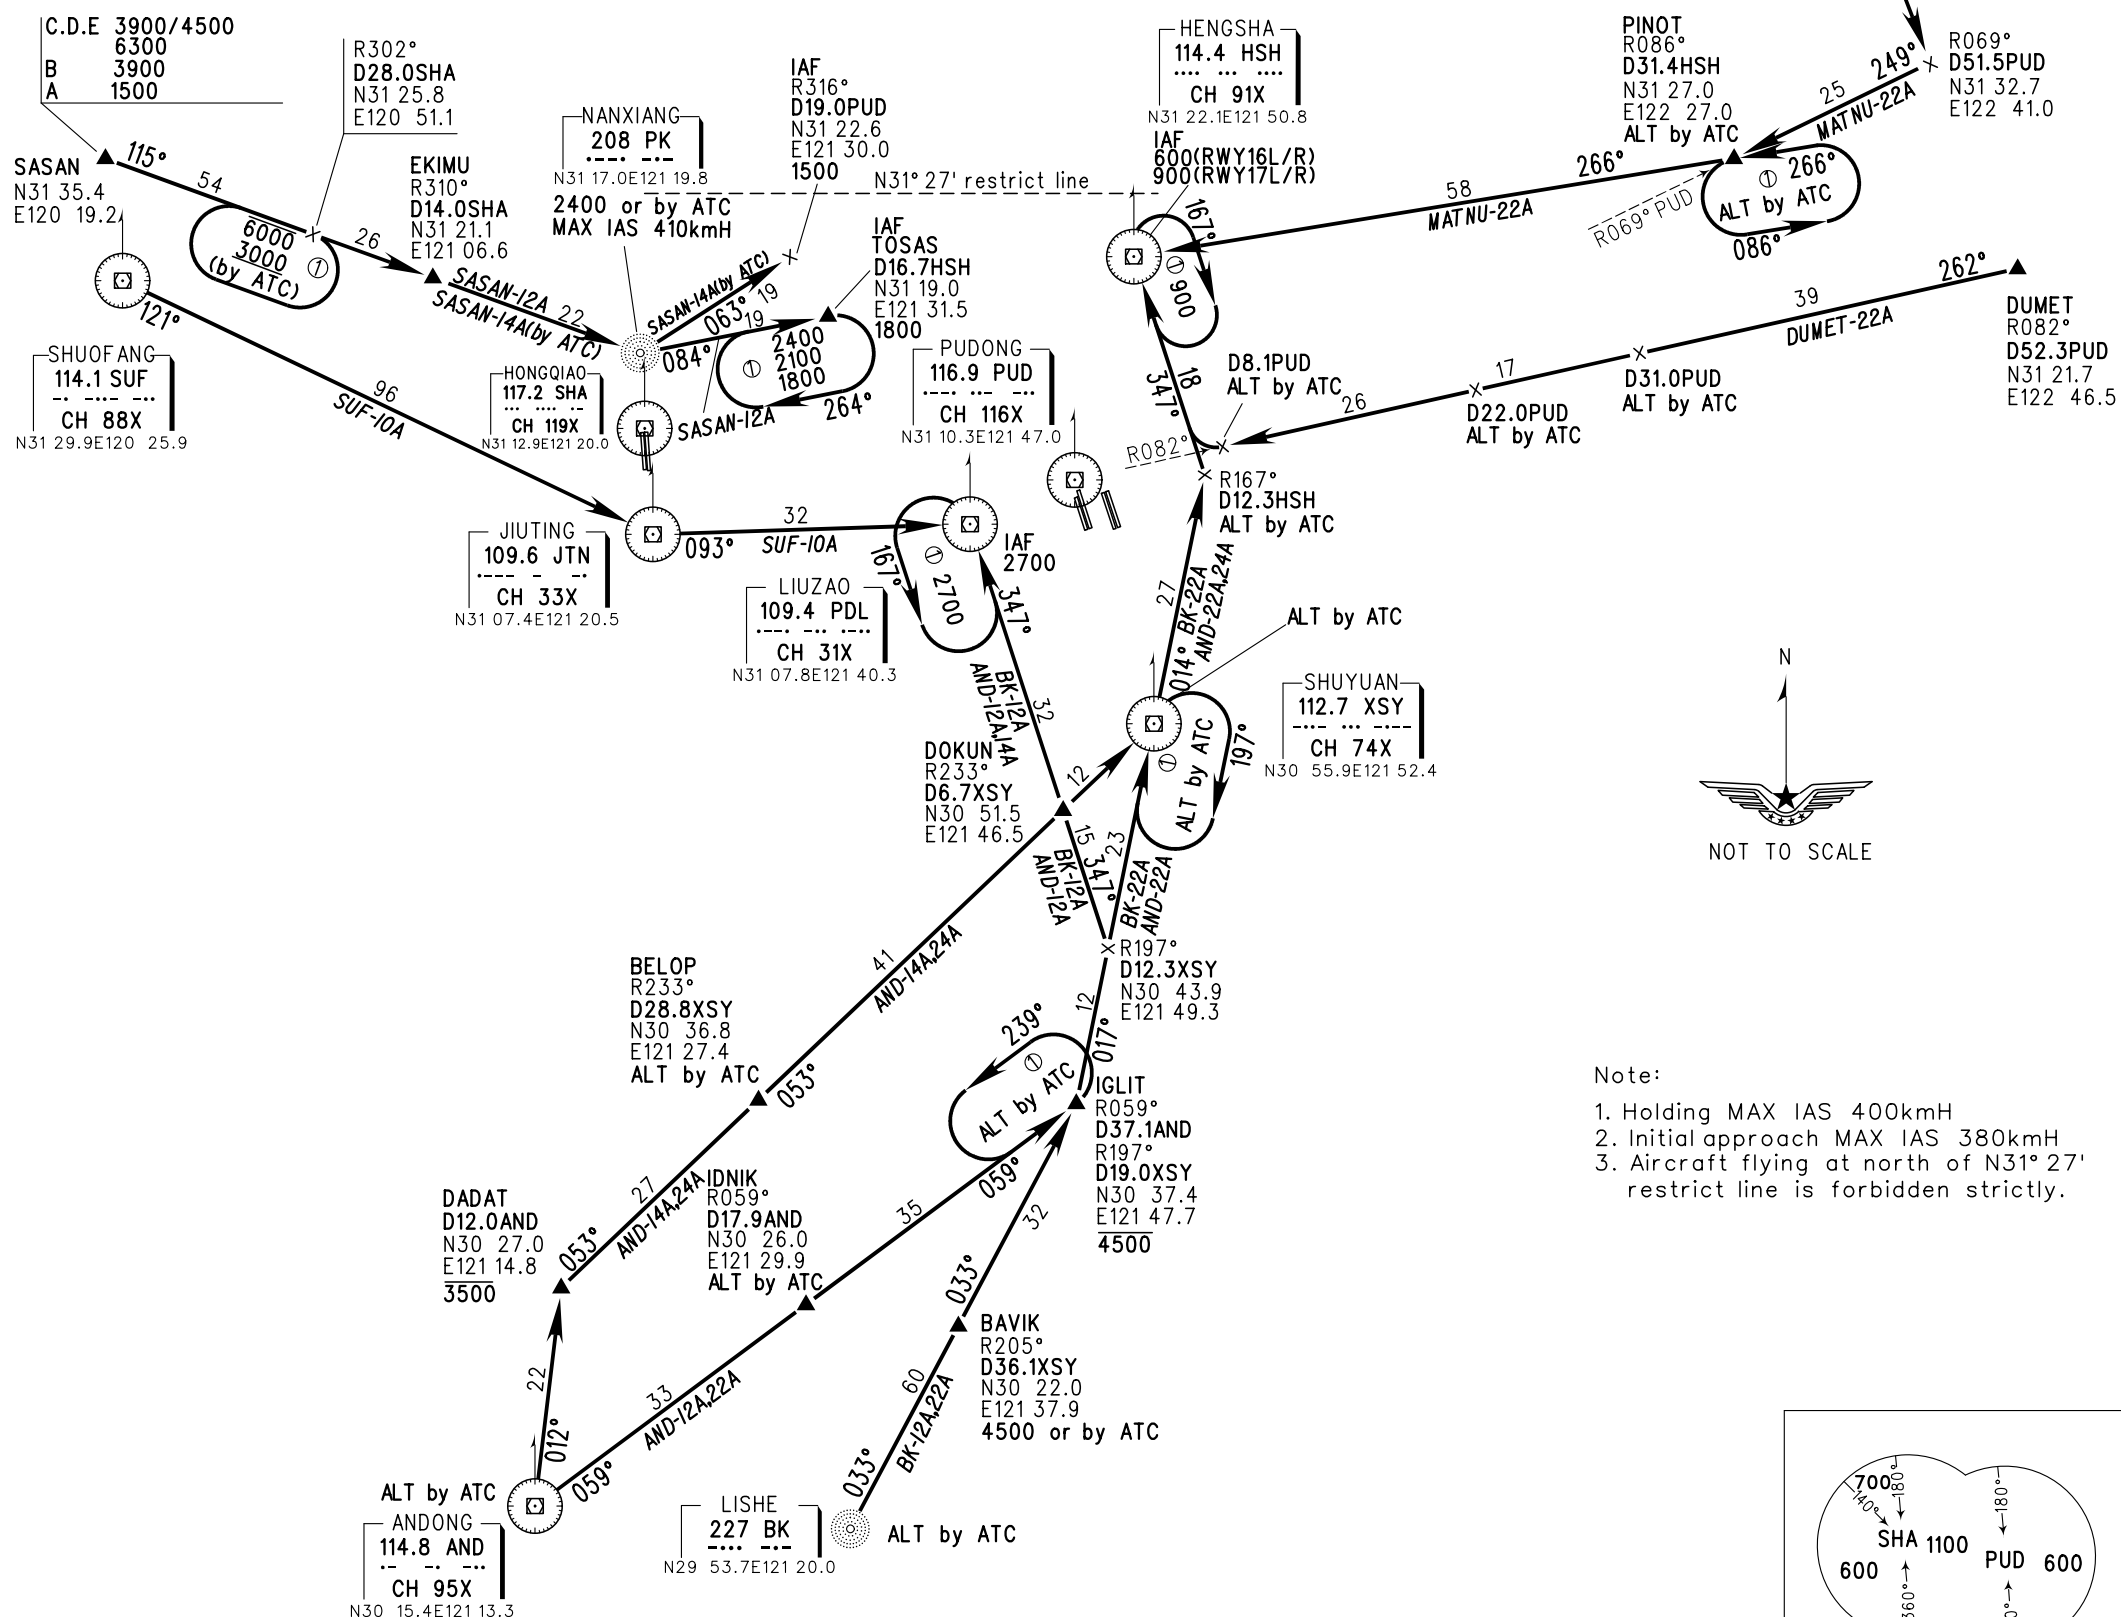 C.D.E 3900/4500
6300
B 3900
A 1500
SASAN
N31 35.4
E120 19.2
115°
54
R302°
D28.0SHA
N31 25.8
E120 51.1
6000
3000
(by ATC)
①
26
EKIMU
R310°
D14.0SHA
N31 21.1
E121 06.6
SASAN-12A
22
SASAN-14A(by ATC)
NANXIANG
208 PK
N31 17.0E121 19.8
2400 or by ATC
MAX IAS 410kmH
IAF
R316°
D19.0PUD
N31 22.6
E121 30.0
1500
N31°27' restrict line
SASAN-14A(by ATC)
063°
19
19
084°
SASAN-12A
IAF
TOSAS
D16.7HSH
N31 19.0
E121 31.5
1800
2400
2100
1800
①
264°
HENGSHA
114.4 HSH
CH 91X
N31 22.1E121 50.8
IAF
600(RWY16L/R)
900(RWY17L/R)
167°
①
900
PINOT
R086°
D31.4HSH
N31 27.0
E122 27.0
ALT by ATC
R069°
D51.5PUD
N31 32.7
E122 41.0
249°
25
MATNU-22A
266°
58
MATNU-22A
266°
①
ALT by ATC
086°
R069° PUD
262°
39
DUMET-22A
DUMET
R082°
D52.3PUD
N31 21.7
E122 46.5
D31.0PUD
ALT by ATC
17
D22.0PUD
ALT by ATC
26
D8.1PUD
ALT by ATC
R082°
18
347°
R167°
D12.3HSH
ALT by ATC
121°
SHUOFANG
114.1 SUF
CH 88X
N31 29.9E120 25.9
96
SUF-10A
HONGQIAO
117.2 SHA
CH 119X
N31 12.9E121 20.0
PUDONG
116.9 PUD
CH 116X
N31 10.3E121 47.0
JIUTING
109.6 JTN
CH 33X
N31 07.4E121 20.5
093°
32
SUF-10A
IAF
2700
167°
①
2700
347°
LIUZAO
109.4 PDL
CH 31X
N31 07.8E121 40.3
BK-12A
AND-12A,14A
32
27
BK-22A
AND-22A,24A
014°
ALT by ATC
SHUYUAN
112.7 XSY
CH 74X
N30 55.9E121 52.4
①
ALT by ATC
197°
DOKUN
R233°
D6.7XSY
N30 51.5
E121 46.5
12
15
347°
BK-12A
AND-12A
23
BK-22A
AND-22A
R197°
D12.3XSY
N30 43.9
E121 49.3
N
NOT TO SCALE
41
AND-14A,24A
BELOP
R233°
D28.8XSY
N30 36.8
E121 27.4
ALT by ATC
053°
12
017°
239°
①
ALT by ATC
IGLIT
R059°
D37.1AND
R197°
D19.0XSY
N30 37.4
E121 47.7
4500
Note:
1. Holding MAX IAS 400kmH
2. Initial approach MAX IAS 380kmH
3. Aircraft flying at north of N31°27'
restrict line is forbidden strictly.
DADAT
D12.0AND
N30 27.0
E121 14.8
3500
053°
27
AND-14A,24A
IDNIK
R059°
D17.9AND
N30 26.0
E121 29.9
ALT by ATC
35
059°
32
033°
BAVIK
R205°
D36.1XSY
N30 22.0
E121 37.9
4500 or by ATC
22
012°
33
AND-12A,22A
059°
60
BK-12A,22A
033°
ALT by ATC
ANDONG
114.8 AND
CH 95X
N30 15.4E121 13.3
LISHE
227 BK
N29 53.7E121 20.0
ALT by ATC
700
140°
180°
180°
SHA
1100
PUD
600
600
360°